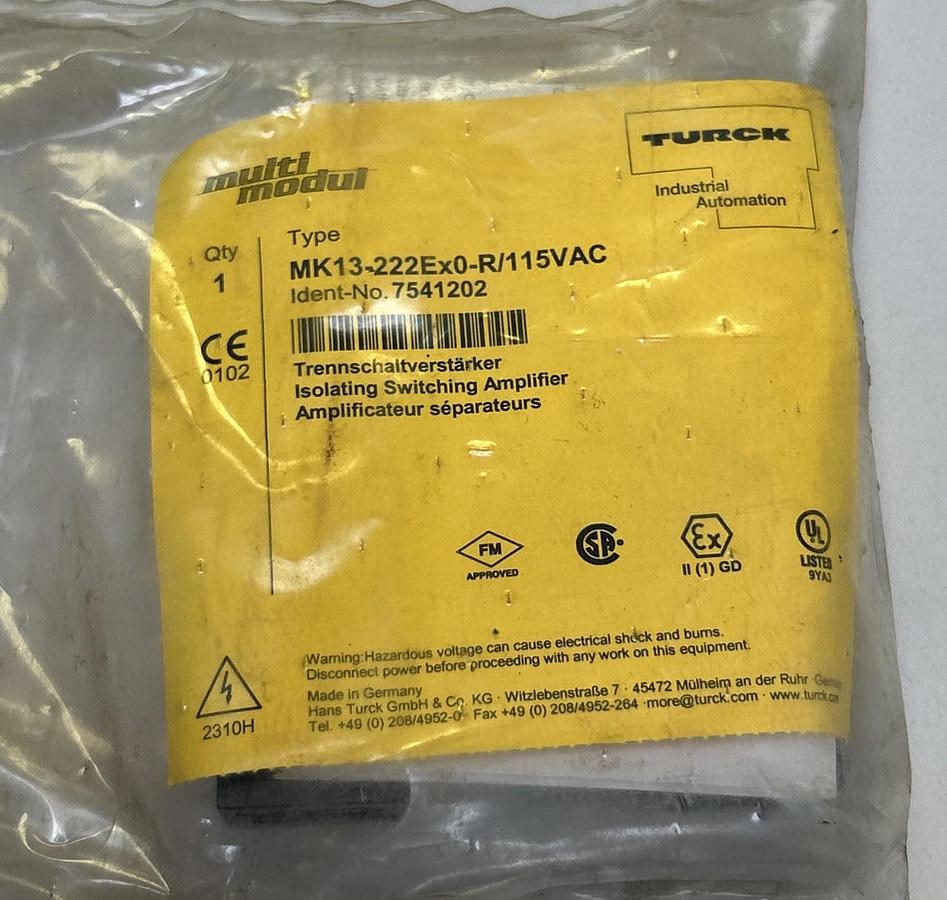 multi
modul
TURCK
Industrial
Automation
Qty
1
Type
MK13-222Ex0-R/115VAC
Ident-No. 7541202
CE
0102
Trennschaltverstärker
Isolating Switching Amplifier
Amplificateur séparateurs
FM
APPROVED
SA
Ex
II (1) GD
UL
LISTED
Warning:Hazardous voltage can cause electrical shock and burns.
Disconnect power before proceeding with any work on this equipment.
2310H
Made in Germany
Hans Turck GmbH & Co. KG · Witzlebenstraße 7 · 45472 Mülheim an der Ruhr
Tel. +49 (0) 208/4952-0 Fax +49 (0) 208/4952-264 · more@turck.com · www.turck.com